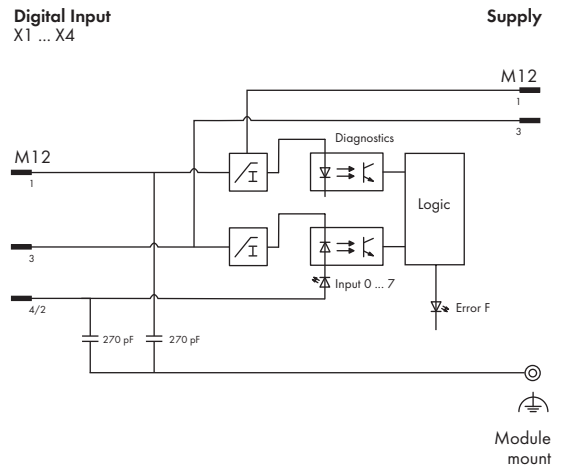 Digital Input
Supply
X1 ... X4
M12
1
3
Diagnostics
M12
1
Logic
3
Input 0 ... 7
4/2
Error F
270 pF
270 pF
Module
mount